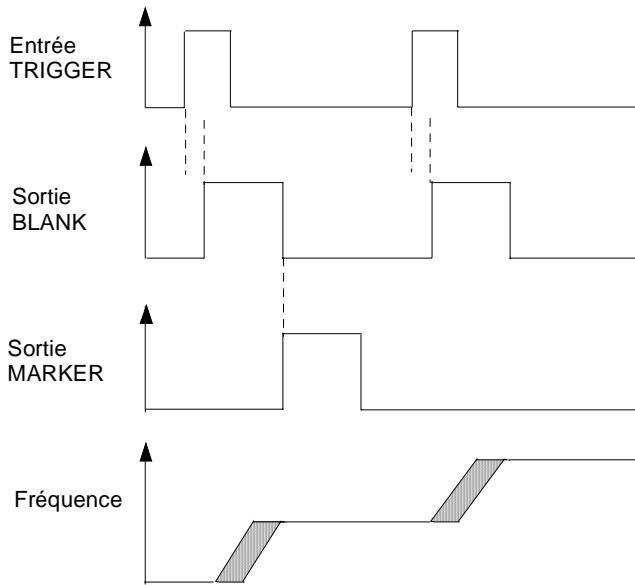 Entrée
TRIGGER
Sortie
BLANK
Sortie
MARKER
Fréquence